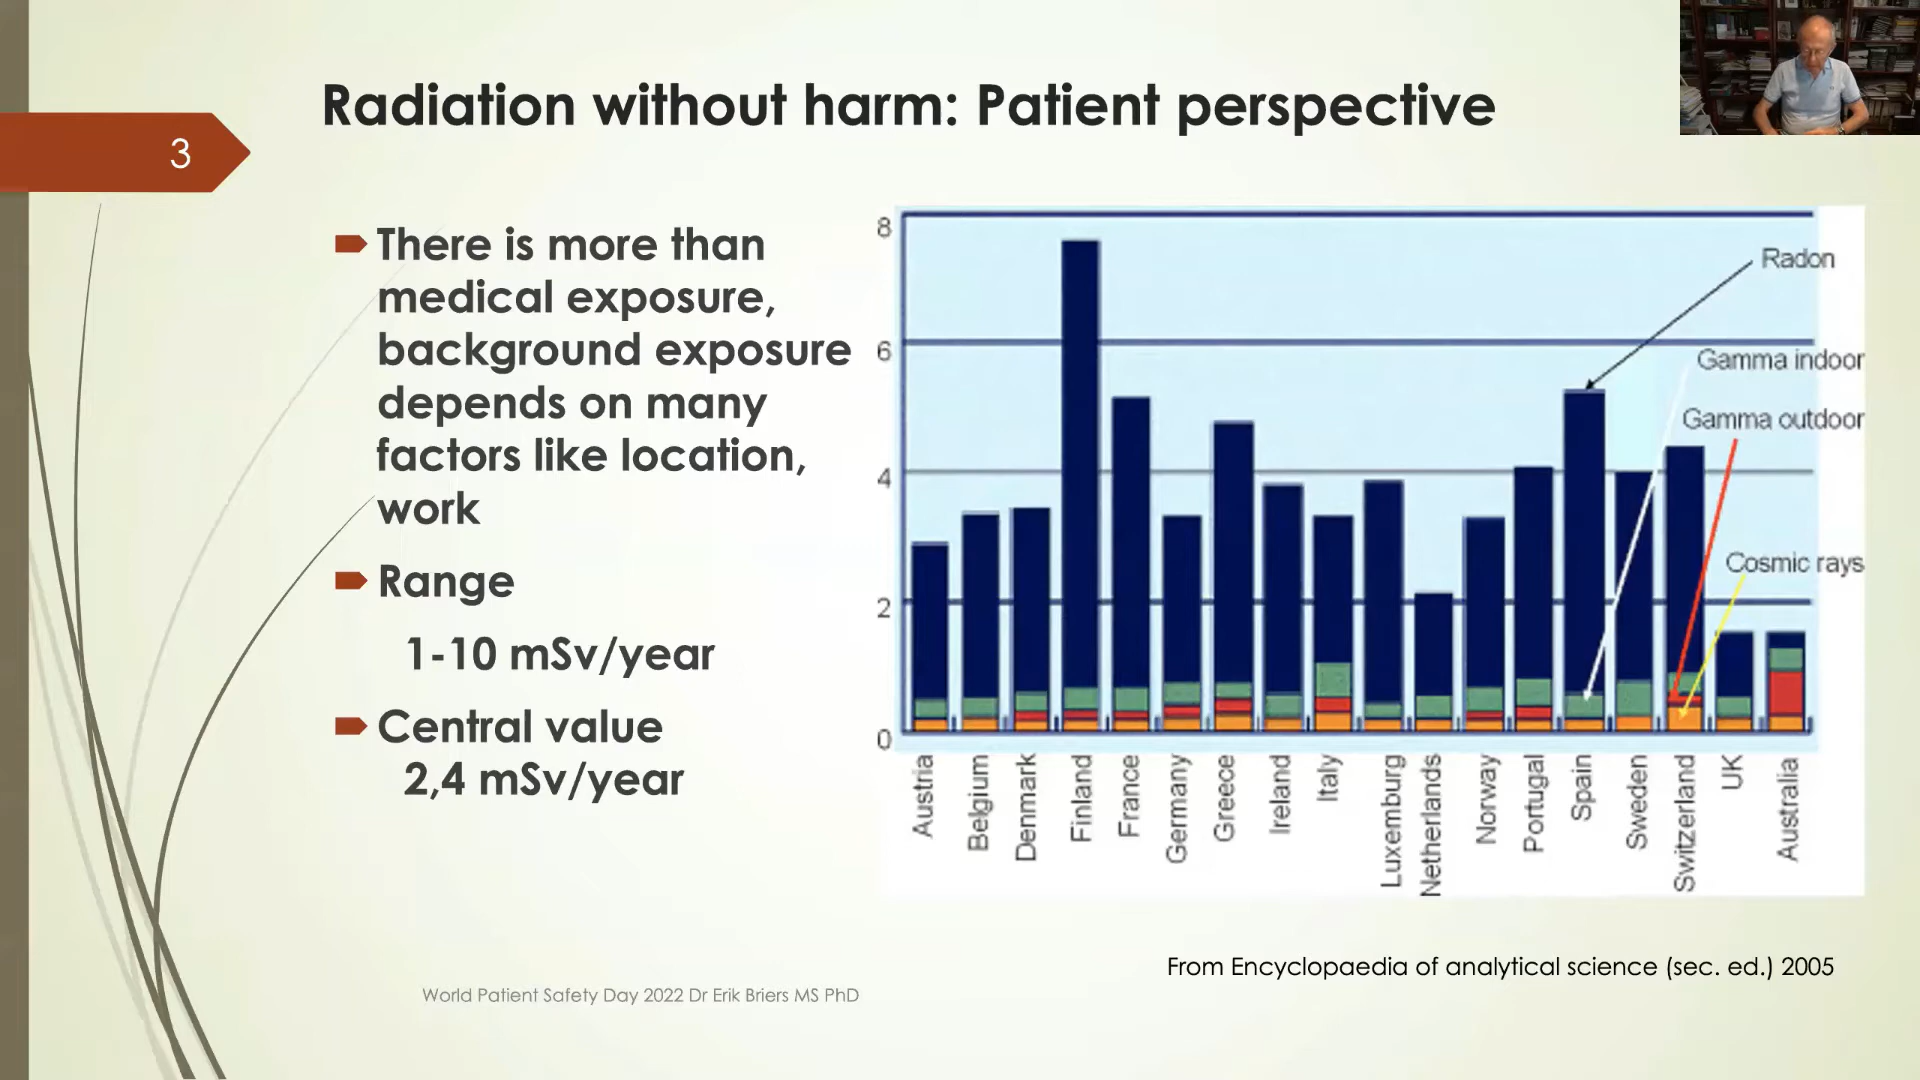 Radiation without harm: Patient perspective
3
There is more than
medical exposure,
background exposure
depends on many
factors like location,
work
Range
1-10 mSv/year
Central value
2,4 mSv/year
8
6
4
2
0
Radon
Gamma indoor
Gamma outdoor
Cosmic rays
Austria
Belgium
Denmark
Finland
France
Germany
Greece
Ireland
Italy
Luxemburg
Netherlands
Norway
Portugal
Spain
Sweden
Switzerland
UK
Australia
From Encyclopaedia of analytical science (sec. ed.) 2005
World Patient Safety Day 2022 Dr Erik Briers MS PhD